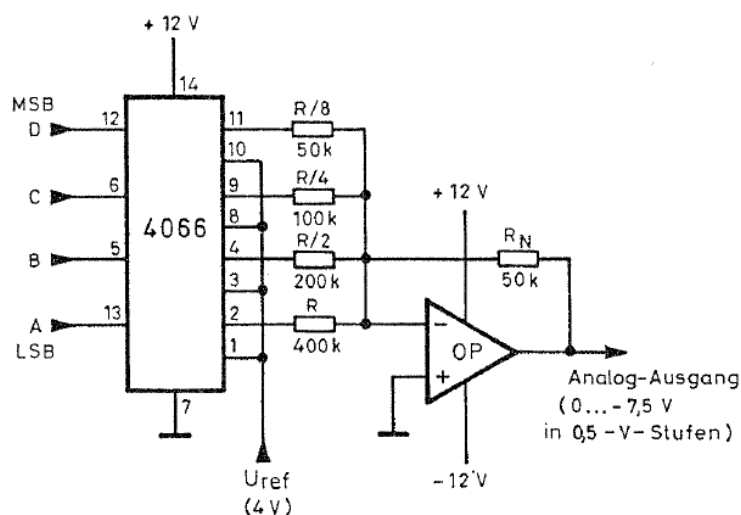 + 12 V
14
MSB
12
D
11
R/8
50k
10
C
6
9
R/4
100k
8
+ 12 V
4066
B
5
4
R/2
200k
RN
50k
3
A
13
2
R
400k
LSB
1
−
OP
+
7
Analog-Ausgang
(0...-7,5 V
in 0,5-V-Stufen)
Uref
(4V)
-12 V